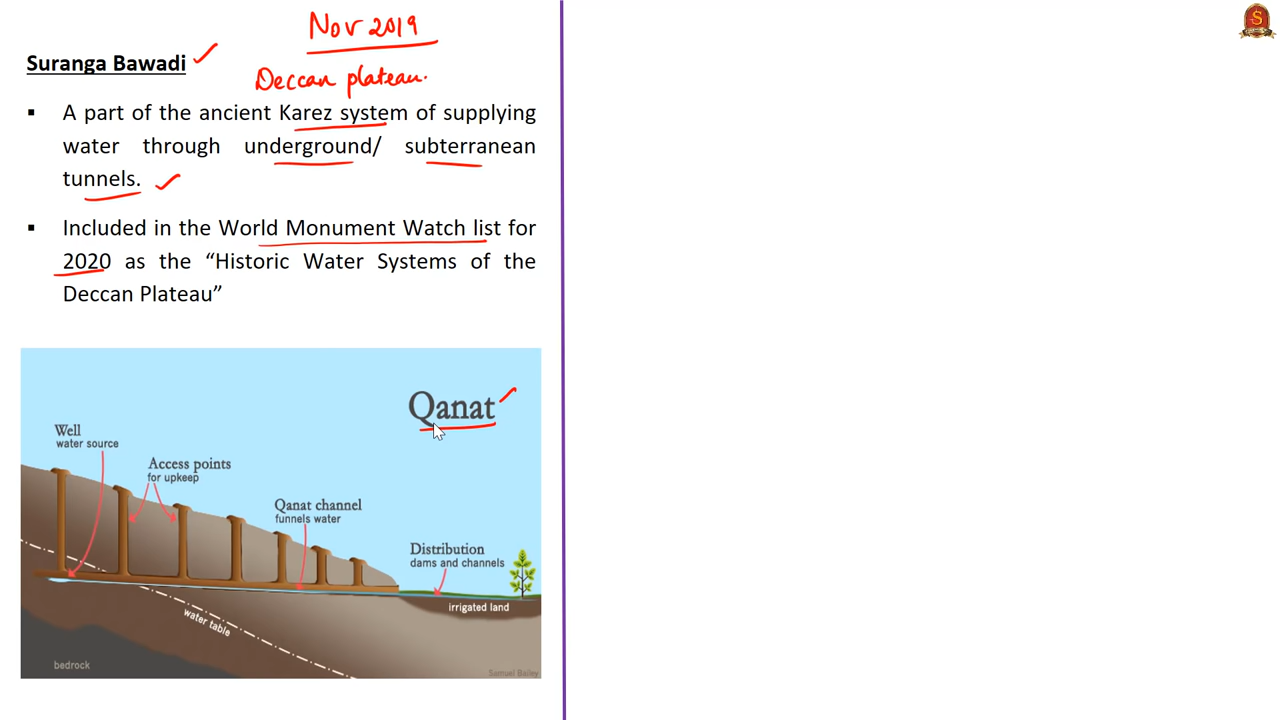 Nov 2019
Suranga Bawadi
Deccan plateau.
▪ A part of the ancient Karez system of supplying
water through underground/ subterranean
tunnels.
▪ Included in the World Monument Watch list for
2020 as the “Historic Water Systems of the
Deccan Plateau”
Qanat
Well
water source
Access points
for upkeep
Qanat channel
funnels water
Distribution
dams and channels
irrigated land
water table
bedrock
Samuel Bailey
S